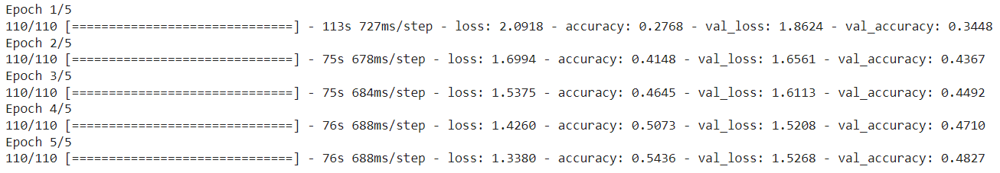 Epoch 1/5
110/110 [==============================] - 113s 727ms/step - loss: 2.0918 - accuracy: 0.2768 - val_loss: 1.8624 - val_accuracy: 0.3448
Epoch 2/5
110/110 [==============================] - 75s 678ms/step - loss: 1.6994 - accuracy: 0.4148 - val_loss: 1.6561 - val_accuracy: 0.4367
Epoch 3/5
110/110 [==============================] - 75s 684ms/step - loss: 1.5375 - accuracy: 0.4645 - val_loss: 1.6113 - val_accuracy: 0.4492
Epoch 4/5
110/110 [==============================] - 76s 688ms/step - loss: 1.4260 - accuracy: 0.5073 - val_loss: 1.5208 - val_accuracy: 0.4710
Epoch 5/5
110/110 [==============================] - 76s 688ms/step - loss: 1.3380 - accuracy: 0.5436 - val_loss: 1.5268 - val_accuracy: 0.4827